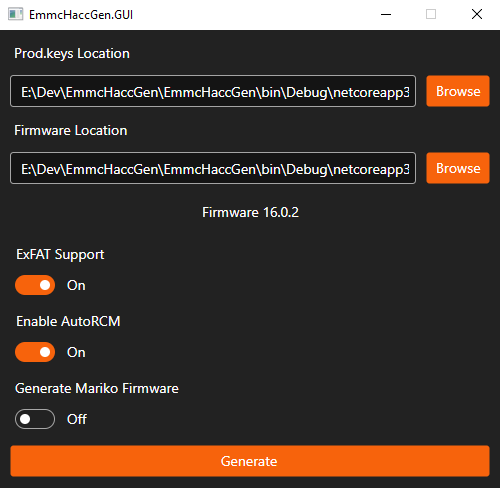 EmmcHaccGen.GUI
Prod.keys Location
E:\Dev\EmmcHaccGen\EmmcHaccGen\bin\Debug\netcoreapp3 Browse
Firmware Location
E:\Dev\EmmcHaccGen\EmmcHaccGen\bin\Debug\netcoreapp3 Browse
Firmware 16.0.2
ExFAT Support
On
Enable AutoRCM
On
Generate Mariko Firmware
Off
Generate